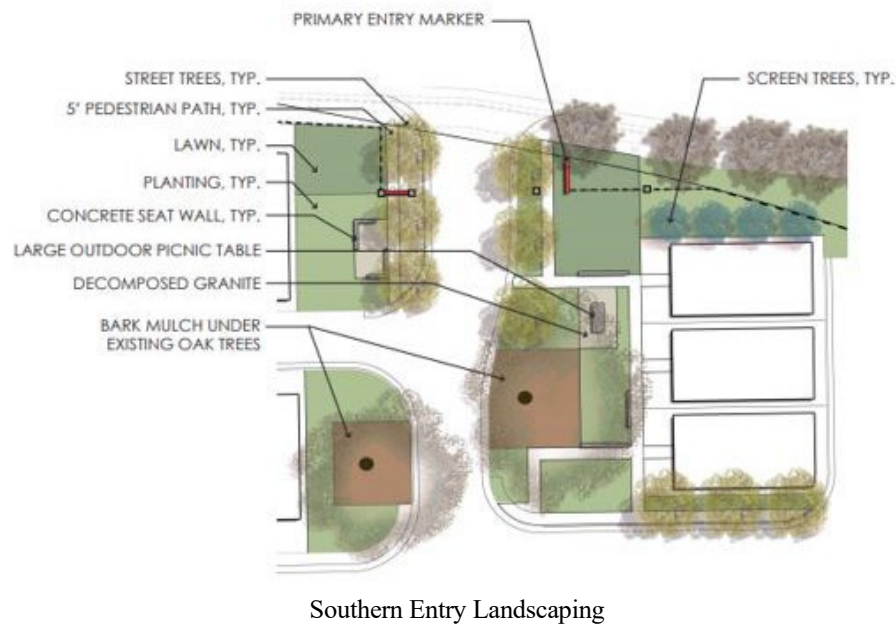 PRIMARY ENTRY MARKER
STREET TREES, TYP.
SCREEN TREES, TYP.
5' PEDESTRIAN PATH, TYP.
LAWN, TYP.
PLANTING, TYP.
CONCRETE SEAT WALL, TYP.
LARGE OUTDOOR PICNIC TABLE
DECOMPOSED GRANITE
BARK MULCH UNDER
EXISTING OAK TREES
Southern Entry Landscaping